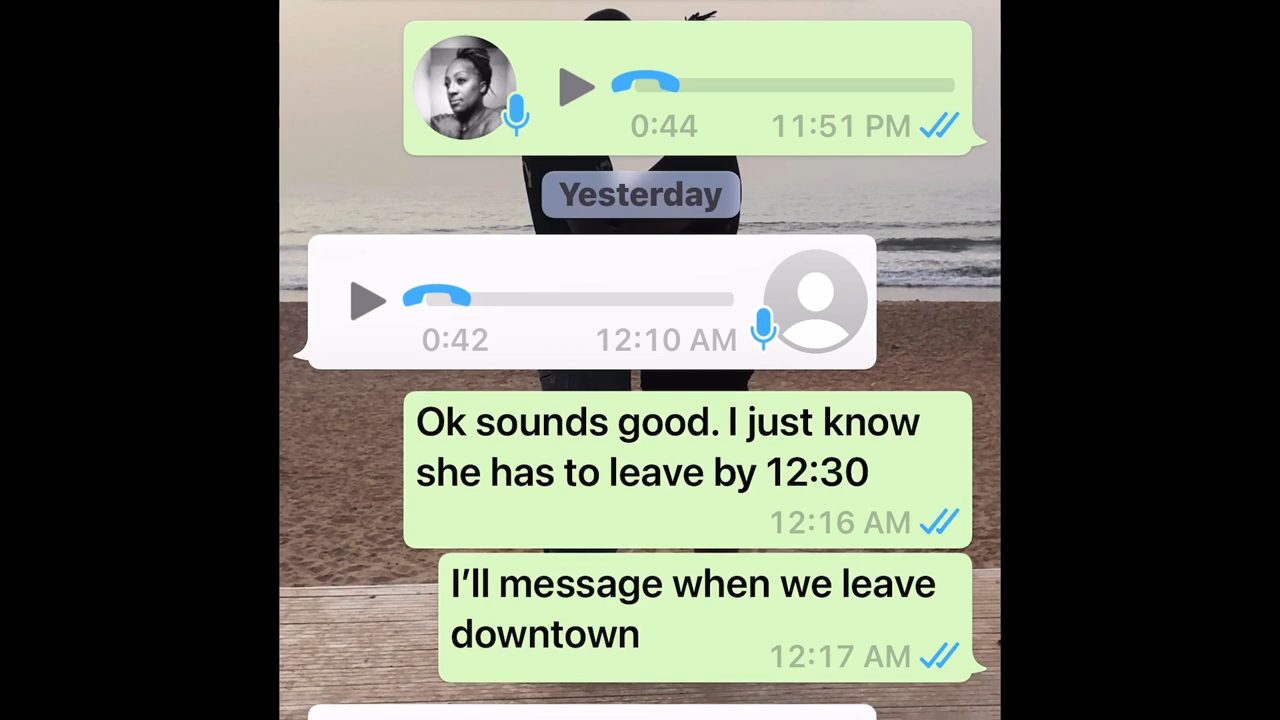 0:44 11:51 PM
Yesterday
0:42 12:10 AM
Ok sounds good. I just know
she has to leave by 12:30
12:16 AM
I’ll message when we leave
downtown
12:17 AM